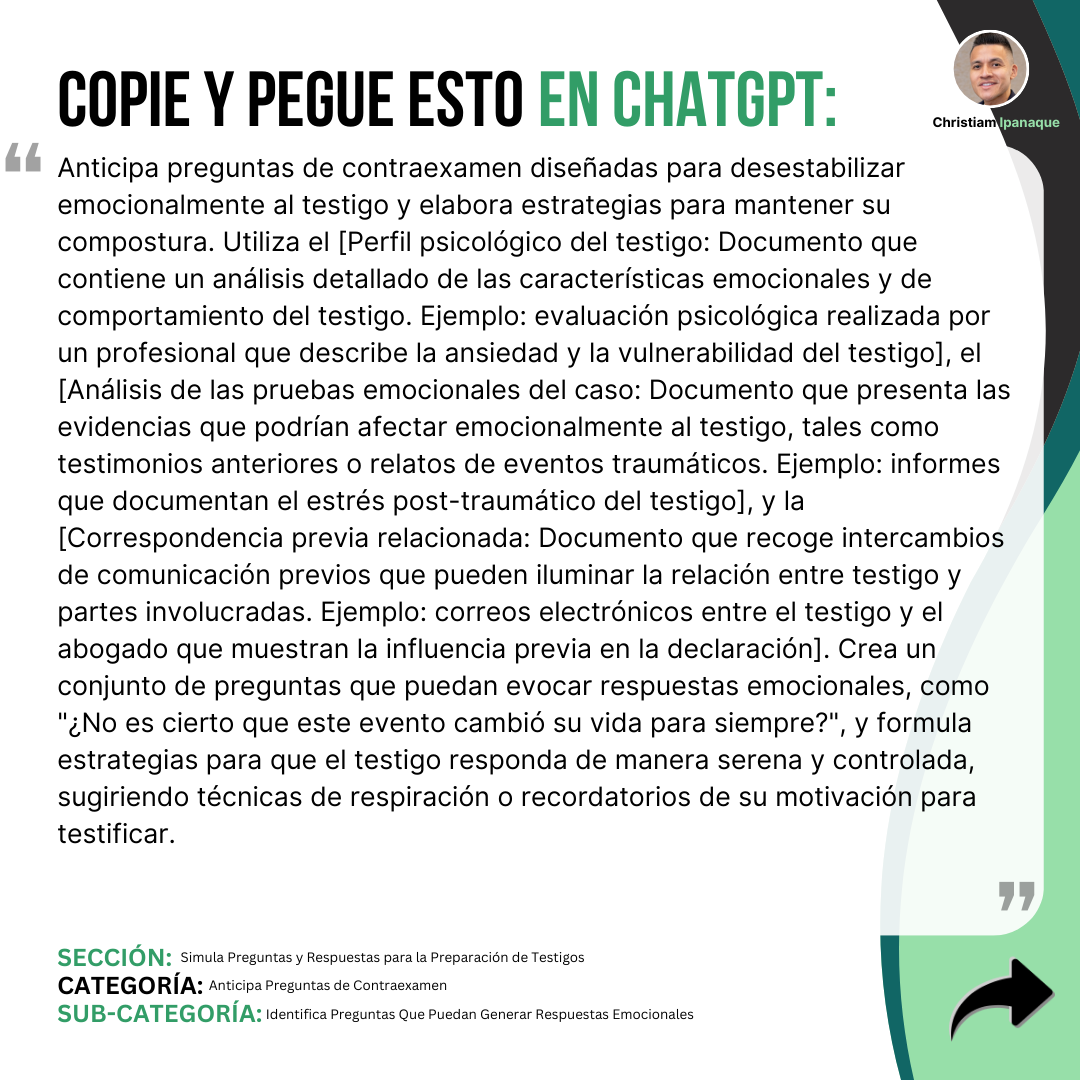 COPIE Y PEGUE ESTO EN CHATGPT:
Christiam Ipanaque
“
Anticipa preguntas de contraexamen diseñadas para desestabilizar
emocionalmente al testigo y elabora estrategias para mantener su
compostura. Utiliza el [Perfil psicológico del testigo: Documento que
contiene un análisis detallado de las características emocionales y de
comportamiento del testigo. Ejemplo: evaluación psicológica realizada por
un profesional que describe la ansiedad y la vulnerabilidad del testigo], el
[Análisis de las pruebas emocionales del caso: Documento que presenta las
evidencias que podrían afectar emocionalmente al testigo, tales como
testimonios anteriores o relatos de eventos traumáticos. Ejemplo: informes
que documentan el estrés post-traumático del testigo], y la
[Correspondencia previa relacionada: Documento que recoge intercambios
de comunicación previos que pueden iluminar la relación entre testigo y
partes involucradas. Ejemplo: correos electrónicos entre el testigo y el
abogado que muestran la influencia previa en la declaración]. Crea un
conjunto de preguntas que puedan evocar respuestas emocionales, como
"¿No es cierto que este evento cambió su vida para siempre?", y formula
estrategias para que el testigo responda de manera serena y controlada,
sugiriendo técnicas de respiración o recordatorios de su motivación para
testificar.
”
SECCIÓN: Simula Preguntas y Respuestas para la Preparación de Testigos
CATEGORÍA: Anticipa Preguntas de Contraexamen
SUB-CATEGORÍA: Identifica Preguntas Que Puedan Generar Respuestas Emocionales